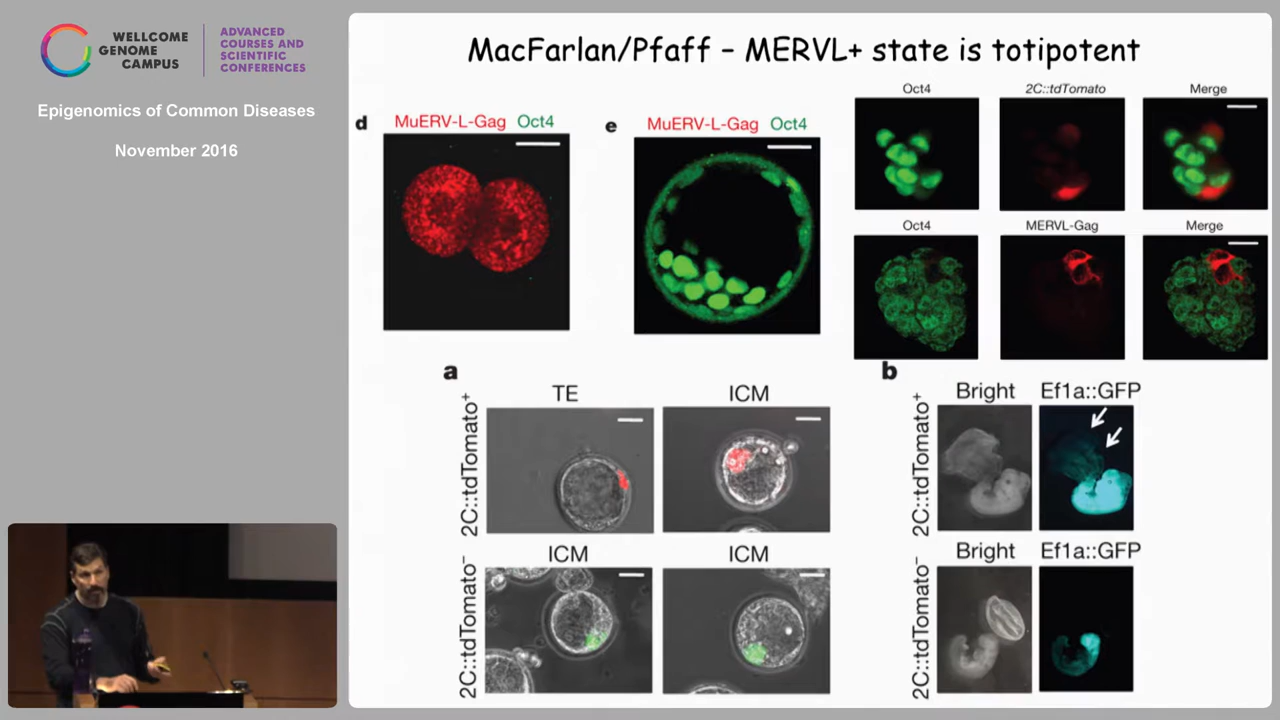 WELLCOME
GENOME
CAMPUS
ADVANCED
COURSES AND
SCIENTIFIC
CONFERENCES
Epigenomics of Common Diseases
November 2016
MacFarlan/Pfaff – MERVL+ state is totipotent
d
MuERV-L-Gag Oct4
e
MuERV-L-Gag Oct4
Oct4
2C::tdTomato
Merge
Oct4
MERVL-Gag
Merge
a
TE
ICM
2C::tdTomato⁺
ICM
ICM
2C::tdTomato⁻
b
Bright
Ef1a::GFP
2C::tdTomato⁺
Bright
Ef1a::GFP
2C::tdTomato⁻